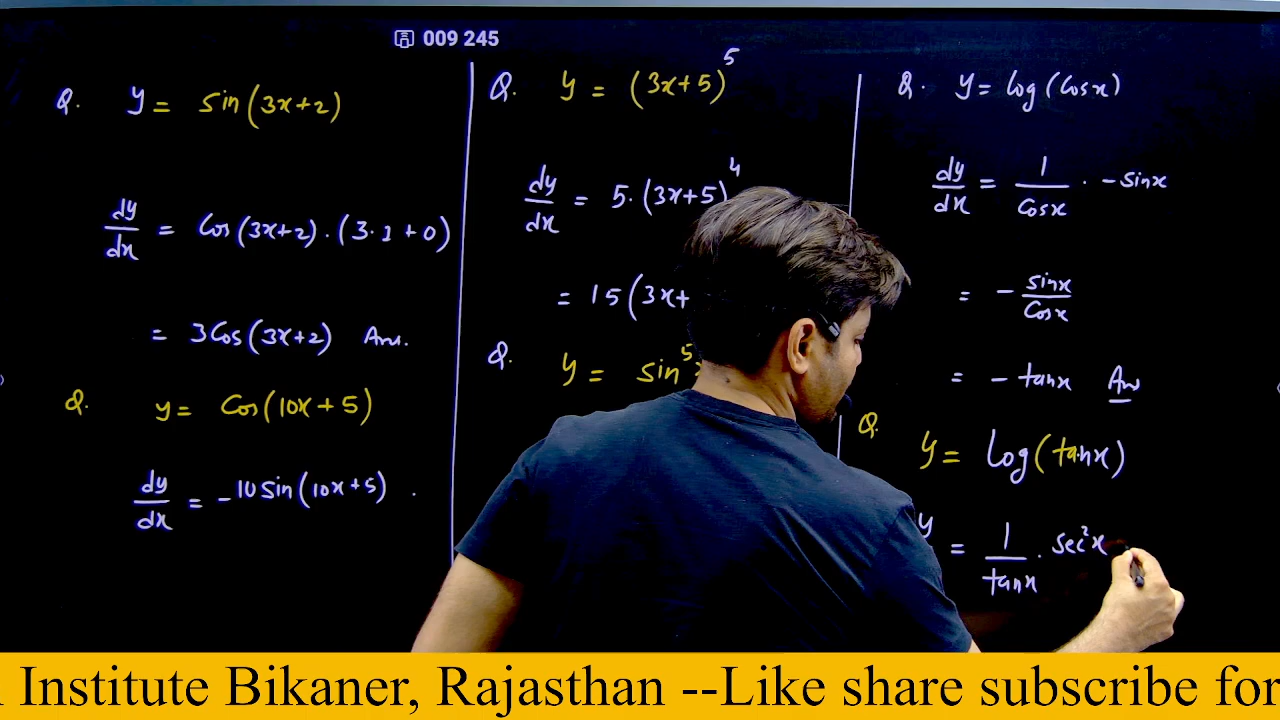 009 245
Q. y = sin(3x+2)
dy/dx = Cos(3x+2).(3.1+0)
= 3Cos(3x+2) Ans.
Q. y = Cos(10x+5)
dy/dx = -10Sin(10x+5) .
Q. y = (3x+5)^5
dy/dx = 5.(3x+5)^4
= 15(3x+
Q. y = sin^5
Q. y = log(Cosx)
dy/dx = 1/Cosx . -Sinx
= - sinx/Cosx
= - tanx Ans
Q. y = log(tanx)
y = 1/tanx . Sec²x
Institute Bikaner, Rajasthan --Like share subscribe for